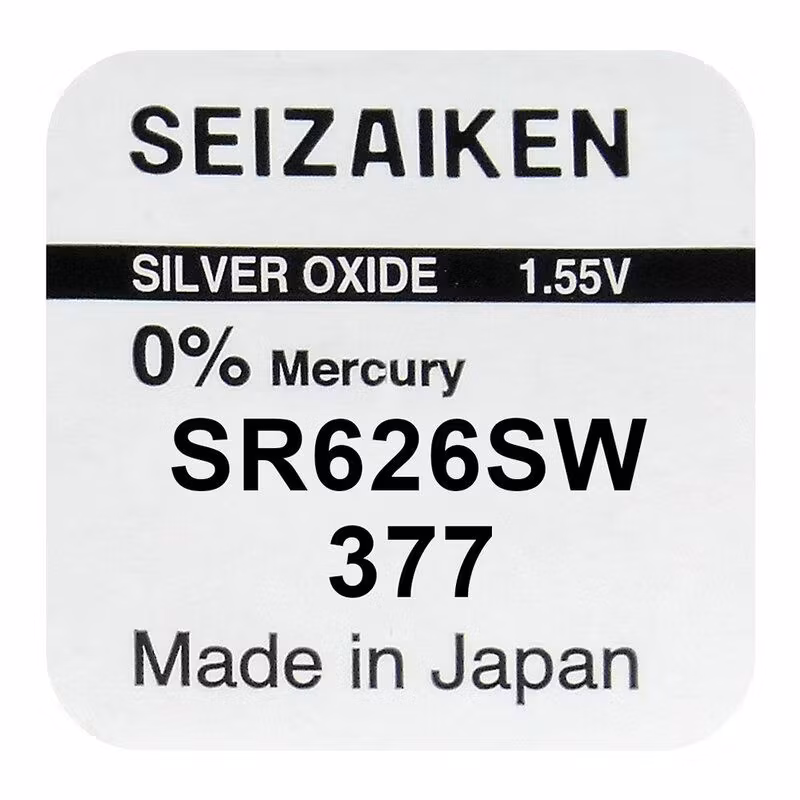 SEIZAIKEN
SILVER OXIDE 1.55V
0% Mercury
SR626SW
377
Made in Japan